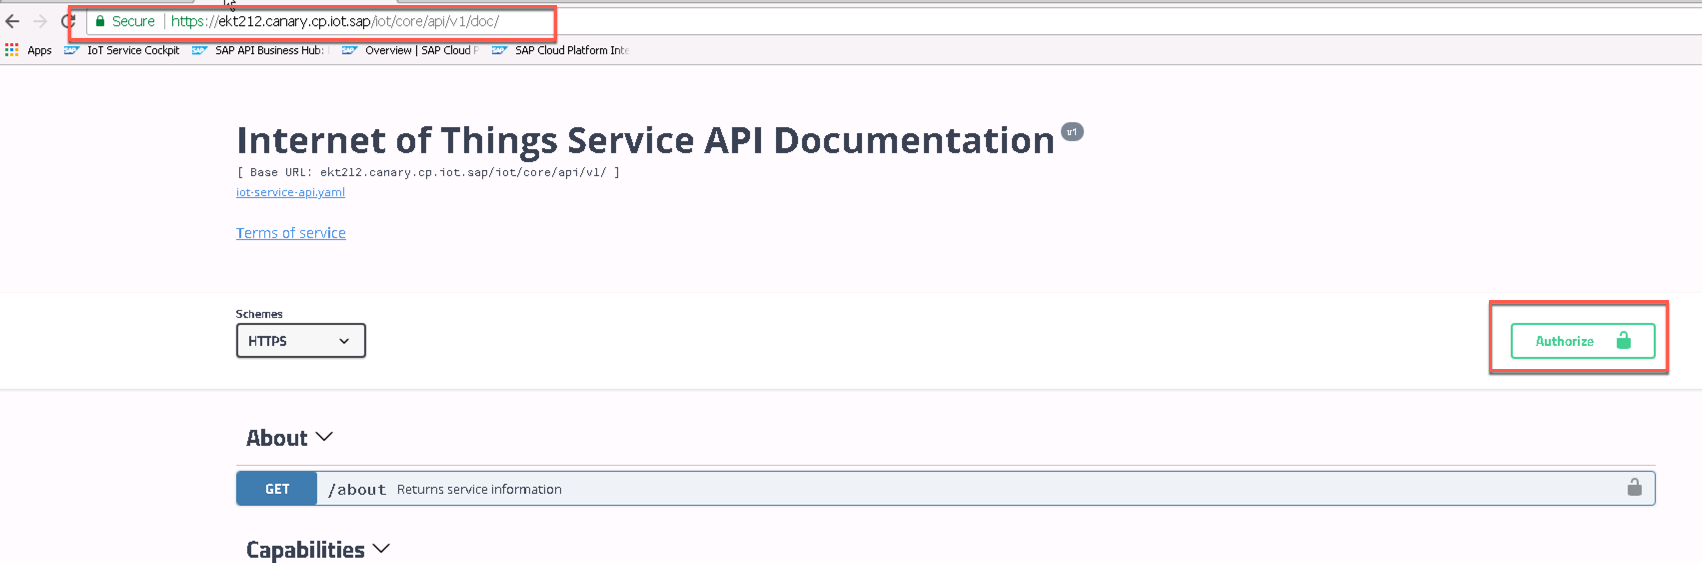 Secure https://ekt212.canary.cp.iot.sap/iot/core/api/v1/doc/
Apps IoT Service Cockpit SAP API Business Hub: Overview | SAP Cloud P SAP Cloud Platform Inte
Internet of Things Service API Documentation v1
[ Base URL: ekt212.canary.cp.iot.sap/iot/core/api/v1/ ]
iot-service-api.yaml
Terms of service
Schemes
HTTPS
Authorize
About
GET /about Returns service information
Capabilities